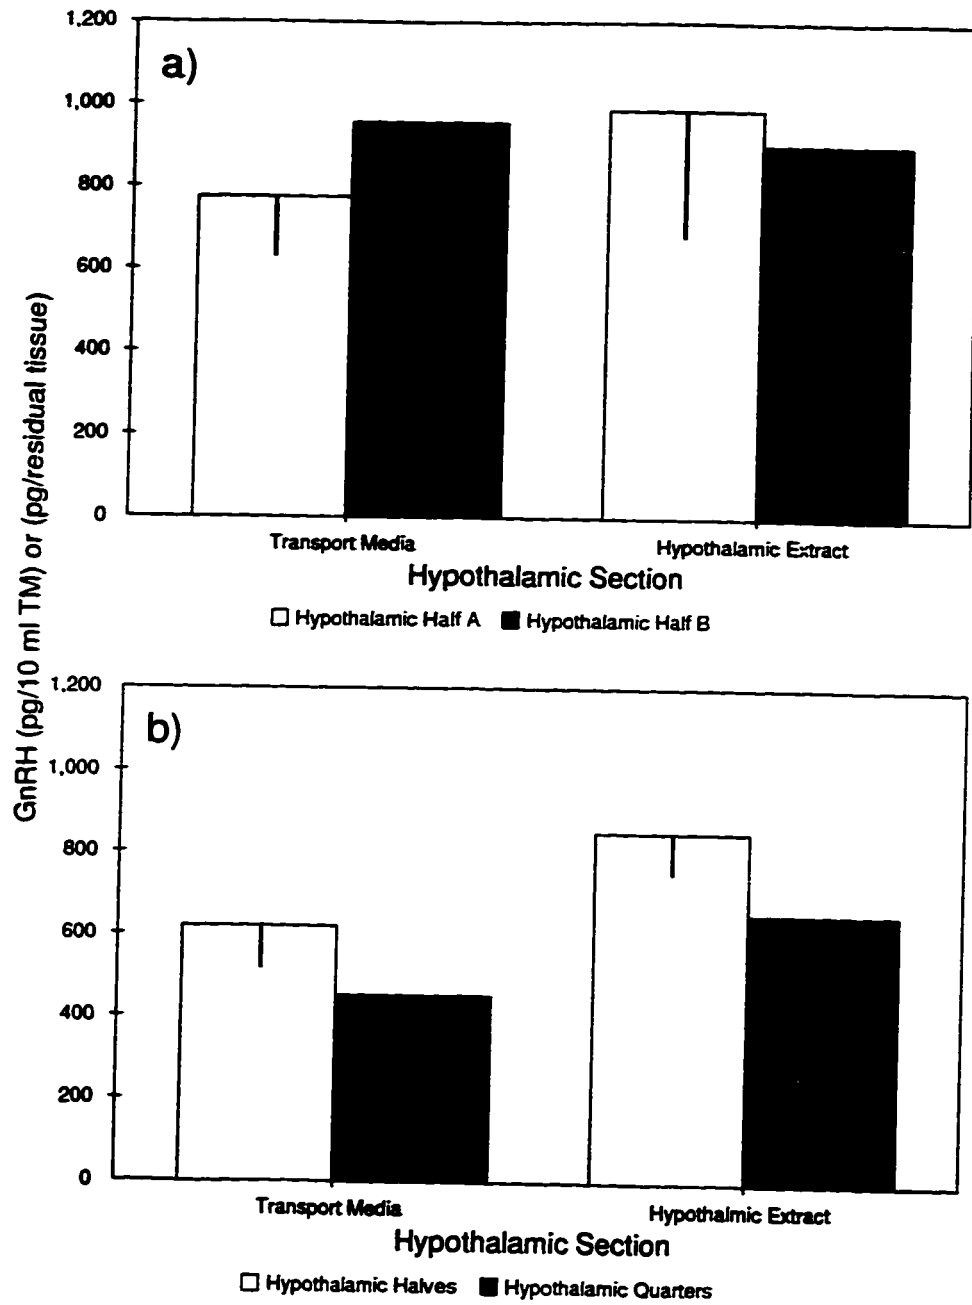 GnRH (pg/10 ml TM) or (pg/residual tissue)
a)
1,200
1,000
800
600
400
200
0
Transport Media
Hypothalamic Extract
Hypothalamic Section
Hypothalamic Half A
Hypothalamic Half B
b)
1,200
1,000
800
600
400
200
0
Transport Media
Hypothalmic Extract
Hypothalamic Section
Hypothalamic Halves
Hypothalamic Quarters